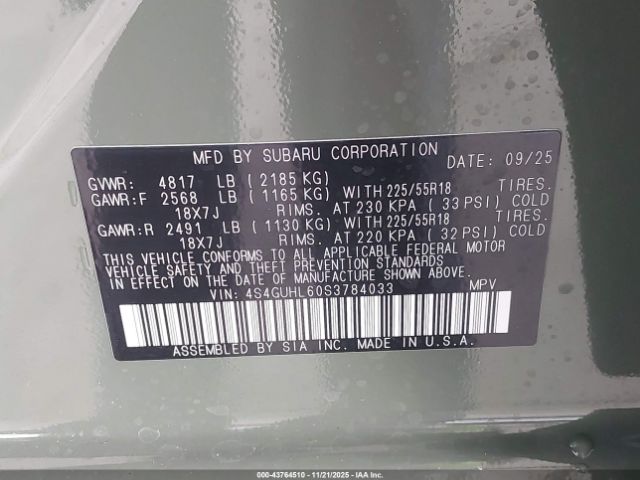 MFD BY SUBARU CORPORATION DATE: 09/25
GVWR: 4817 LB ( 2185 KG)
GAWR:F 2568 LB ( 1165 KG) WITH 225/55R18 TIRES.
18X7J RIMS. AT 230 KPA ( 33 PSI) COLD
GAWR:R 2491 LB ( 1130 KG) WITH 225/55R18 TIRES.
18X7J RIMS. AT 220 KPA ( 32 PSI) COLD
THIS VEHICLE CONFORMS TO ALL APPLICABLE FEDERAL MOTOR
VEHICLE SAFETY AND THEFT PREVENTION STANDARDS
IN EFFECT ON THE DATE OF MANUFACTURE SHOWN ABOVE.
VIN: 4S4GUHL60S3784033 MPV
ASSEMBLED BY SIA INC. MADE IN U.S.A.
000-43764510 - 11/21/2025 - IAAI.COM